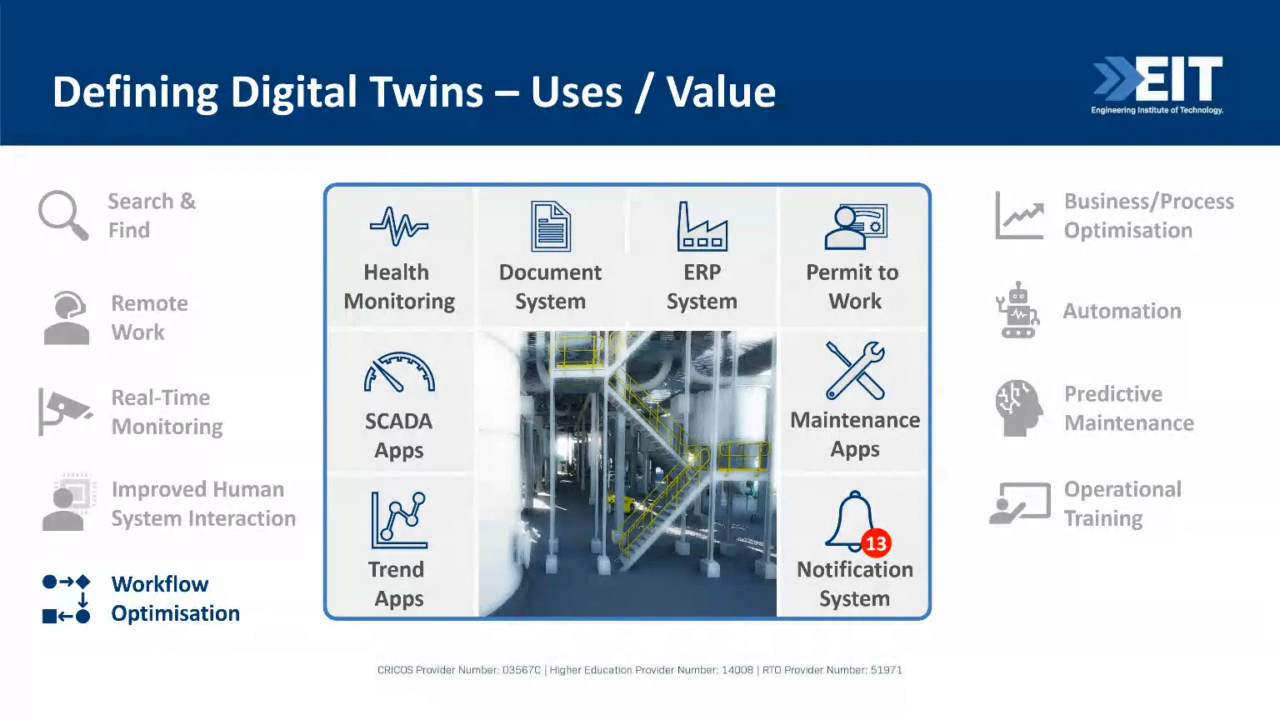 Defining Digital Twins – Uses / Value
EIT
Engineering Institute of Technology.
Search &
Find
Remote
Work
Real-Time
Monitoring
Improved Human
System Interaction
Workflow
Optimisation
Health
Monitoring
Document
System
ERP
System
Permit to
Work
SCADA
Apps
Maintenance
Apps
Trend
Apps
13
Notification
System
Business/Process
Optimisation
Automation
Predictive
Maintenance
Operational
Training
CRICOS Provider Number: 03567C | Higher Education Provider Number: 14008 | RTO Provider Number: 51971